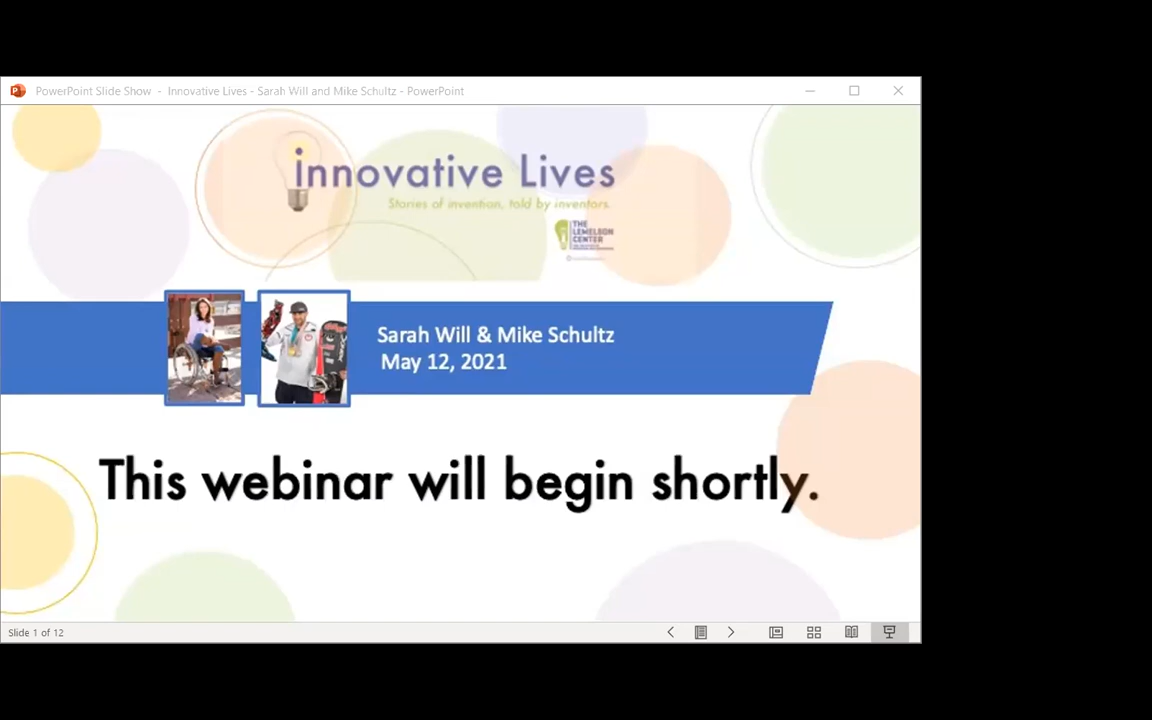 PowerPoint Slide Show - Innovative Lives - Sarah Will and Mike Schultz - PowerPoint
innovative Lives
Stories of invention, told by inventors.
THE
LEMELSON
CENTER
Sarah Will & Mike Schultz
May 12, 2021
This webinar will begin shortly.
Slide 1 of 12